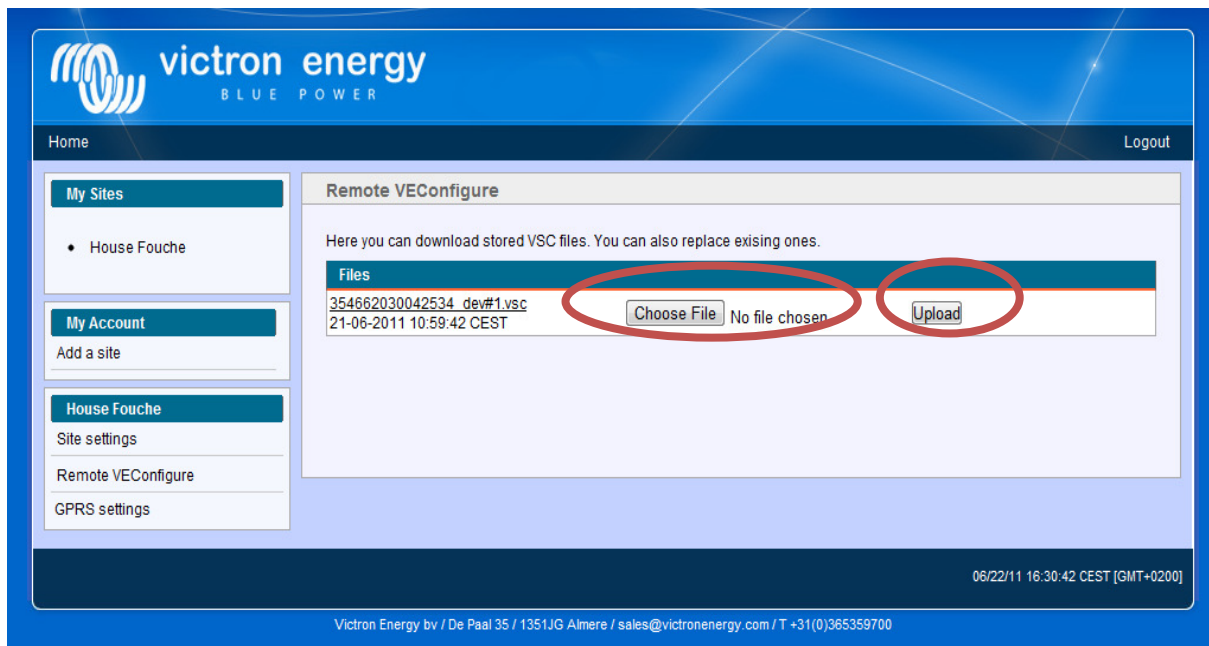 victron energy
BLUE POWER
Home
Logout
My Sites
• House Fouche
My Account
Add a site
House Fouche
Site settings
Remote VEConfigure
GPRS settings
Remote VEConfigure
Here you can download stored VSC files. You can also replace exising ones.
Files
354662030042534_dev#1.vsc
21-06-2011 10:59:42 CEST
Choose File No file chosen
Upload
06/22/11 16:30:42 CEST [GMT+0200]
Victron Energy bv / De Paal 35 / 1351JG Almere / sales@victronenergy.com / T +31(0)365359700